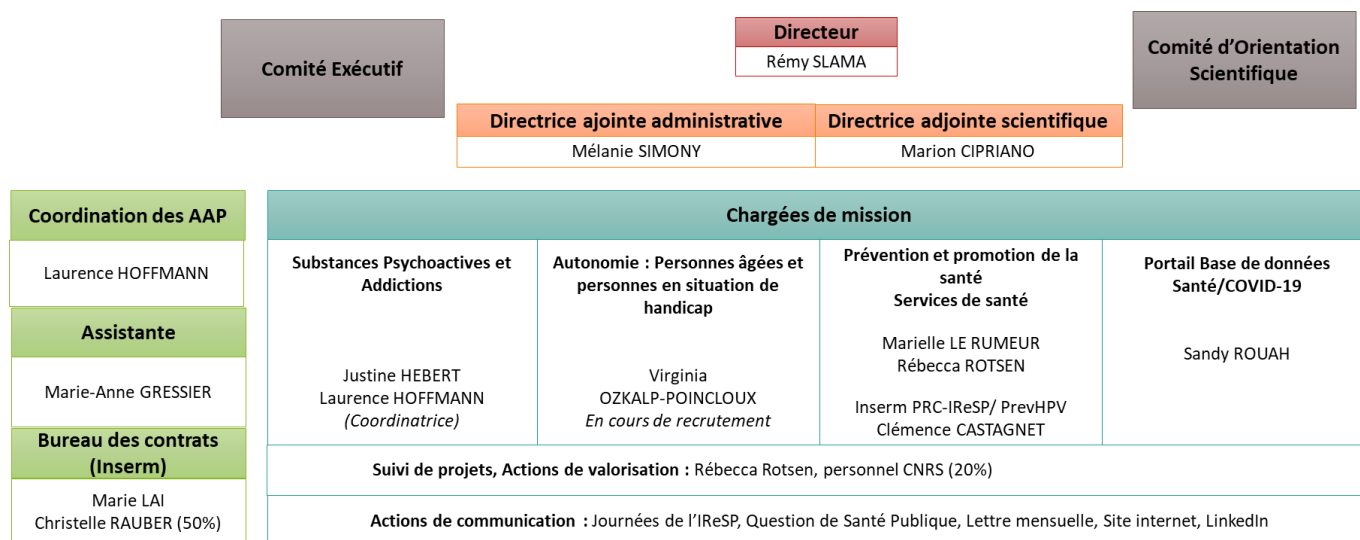 Comité Exécutif
Directeur
Rémy SLAMA
Comité d'Orientation
Scientifique
Directrice ajointe administrative
Mélanie SIMONY
Directrice adjointe scientifique
Marion CIPRIANO
Coordination des AAP
Laurence HOFFMANN
Assistante
Marie-Anne GRESSIER
Bureau des contrats
(Inserm)
Marie LAI
Christelle RAUBER (50%)
Chargées de mission
Substances Psychoactives et
Addictions
Justine HEBERT
Laurence HOFFMANN
(Coordinatrice)
Autonomie : Personnes âgées et
personnes en situation de
handicap
Virginia
OZKALP-POINCLOUX
En cours de recrutement
Prévention et promotion de la
santé
Services de santé
Marielle LE RUMEUR
Rébecca ROTSEN
Inserm PRC-IReSP/ PrevHPV
Clémence CASTAGNET
Portail Base de données
Santé/COVID-19
Sandy ROUAH
Suivi de projets, Actions de valorisation : Rébecca Rotsen, personnel CNRS (20%)
Actions de communication : Journées de l'IReSP, Question de Santé Publique, Lettre mensuelle, Site internet, LinkedIn